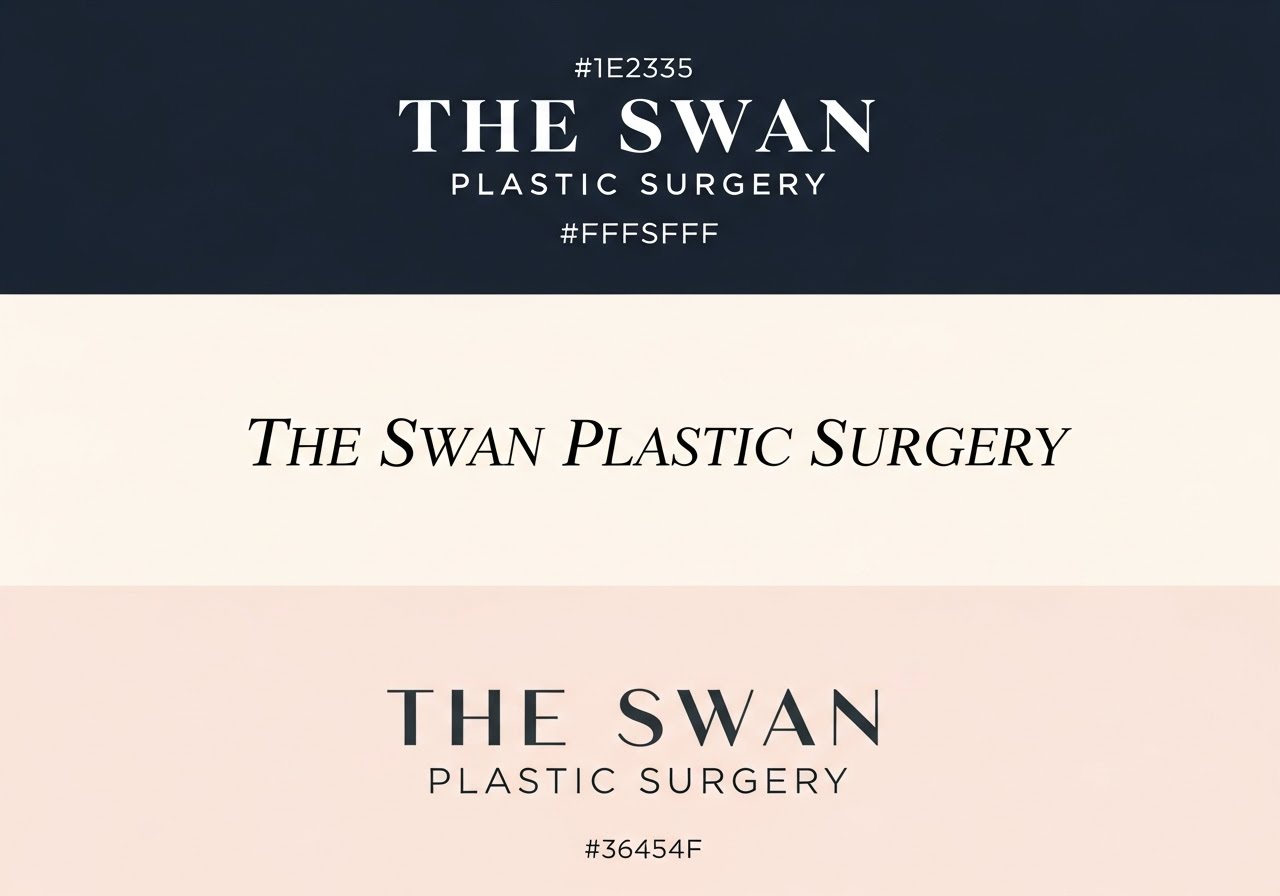 #1E2335
THE SWAN
PLASTIC SURGERY
#FFFSFFF
THE SWAN PLASTIC SURGERY
THE SWAN
PLASTIC SURGERY
#36454F